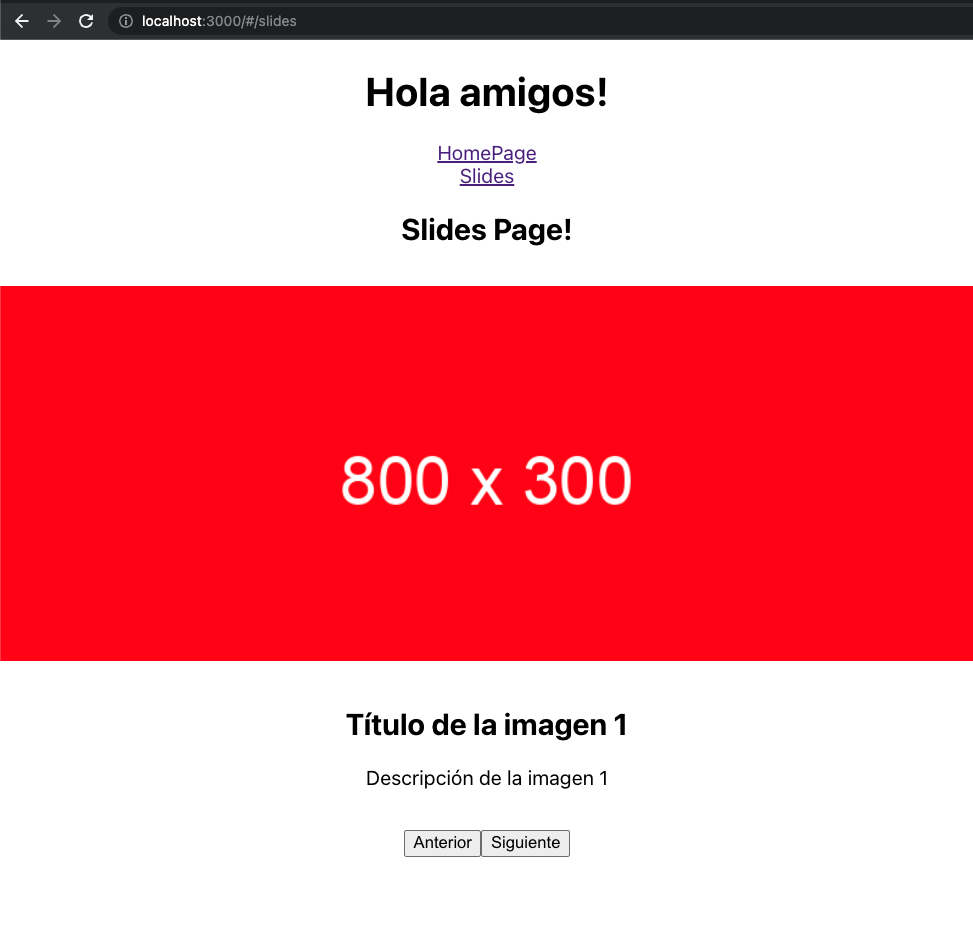 localhost:3000/#/slides
Hola amigos!
HomePage
Slides
Slides Page!
800 x 300
Título de la imagen 1
Descripción de la imagen 1
Anterior Siguiente